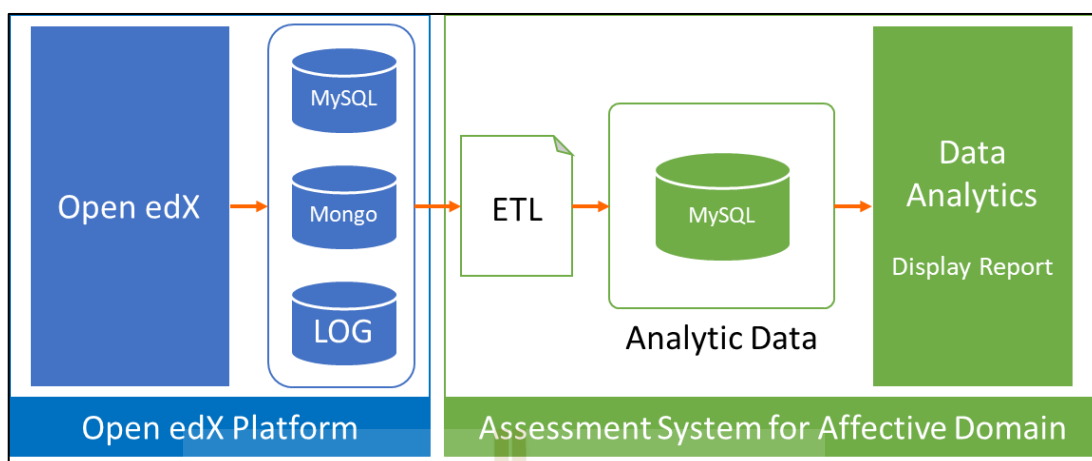 Open edX
MySQL
Mongo
LOG
Open edX Platform
ETL
MySQL
Analytic Data
Data
Analytics
Display Report
Assessment System for Affective Domain